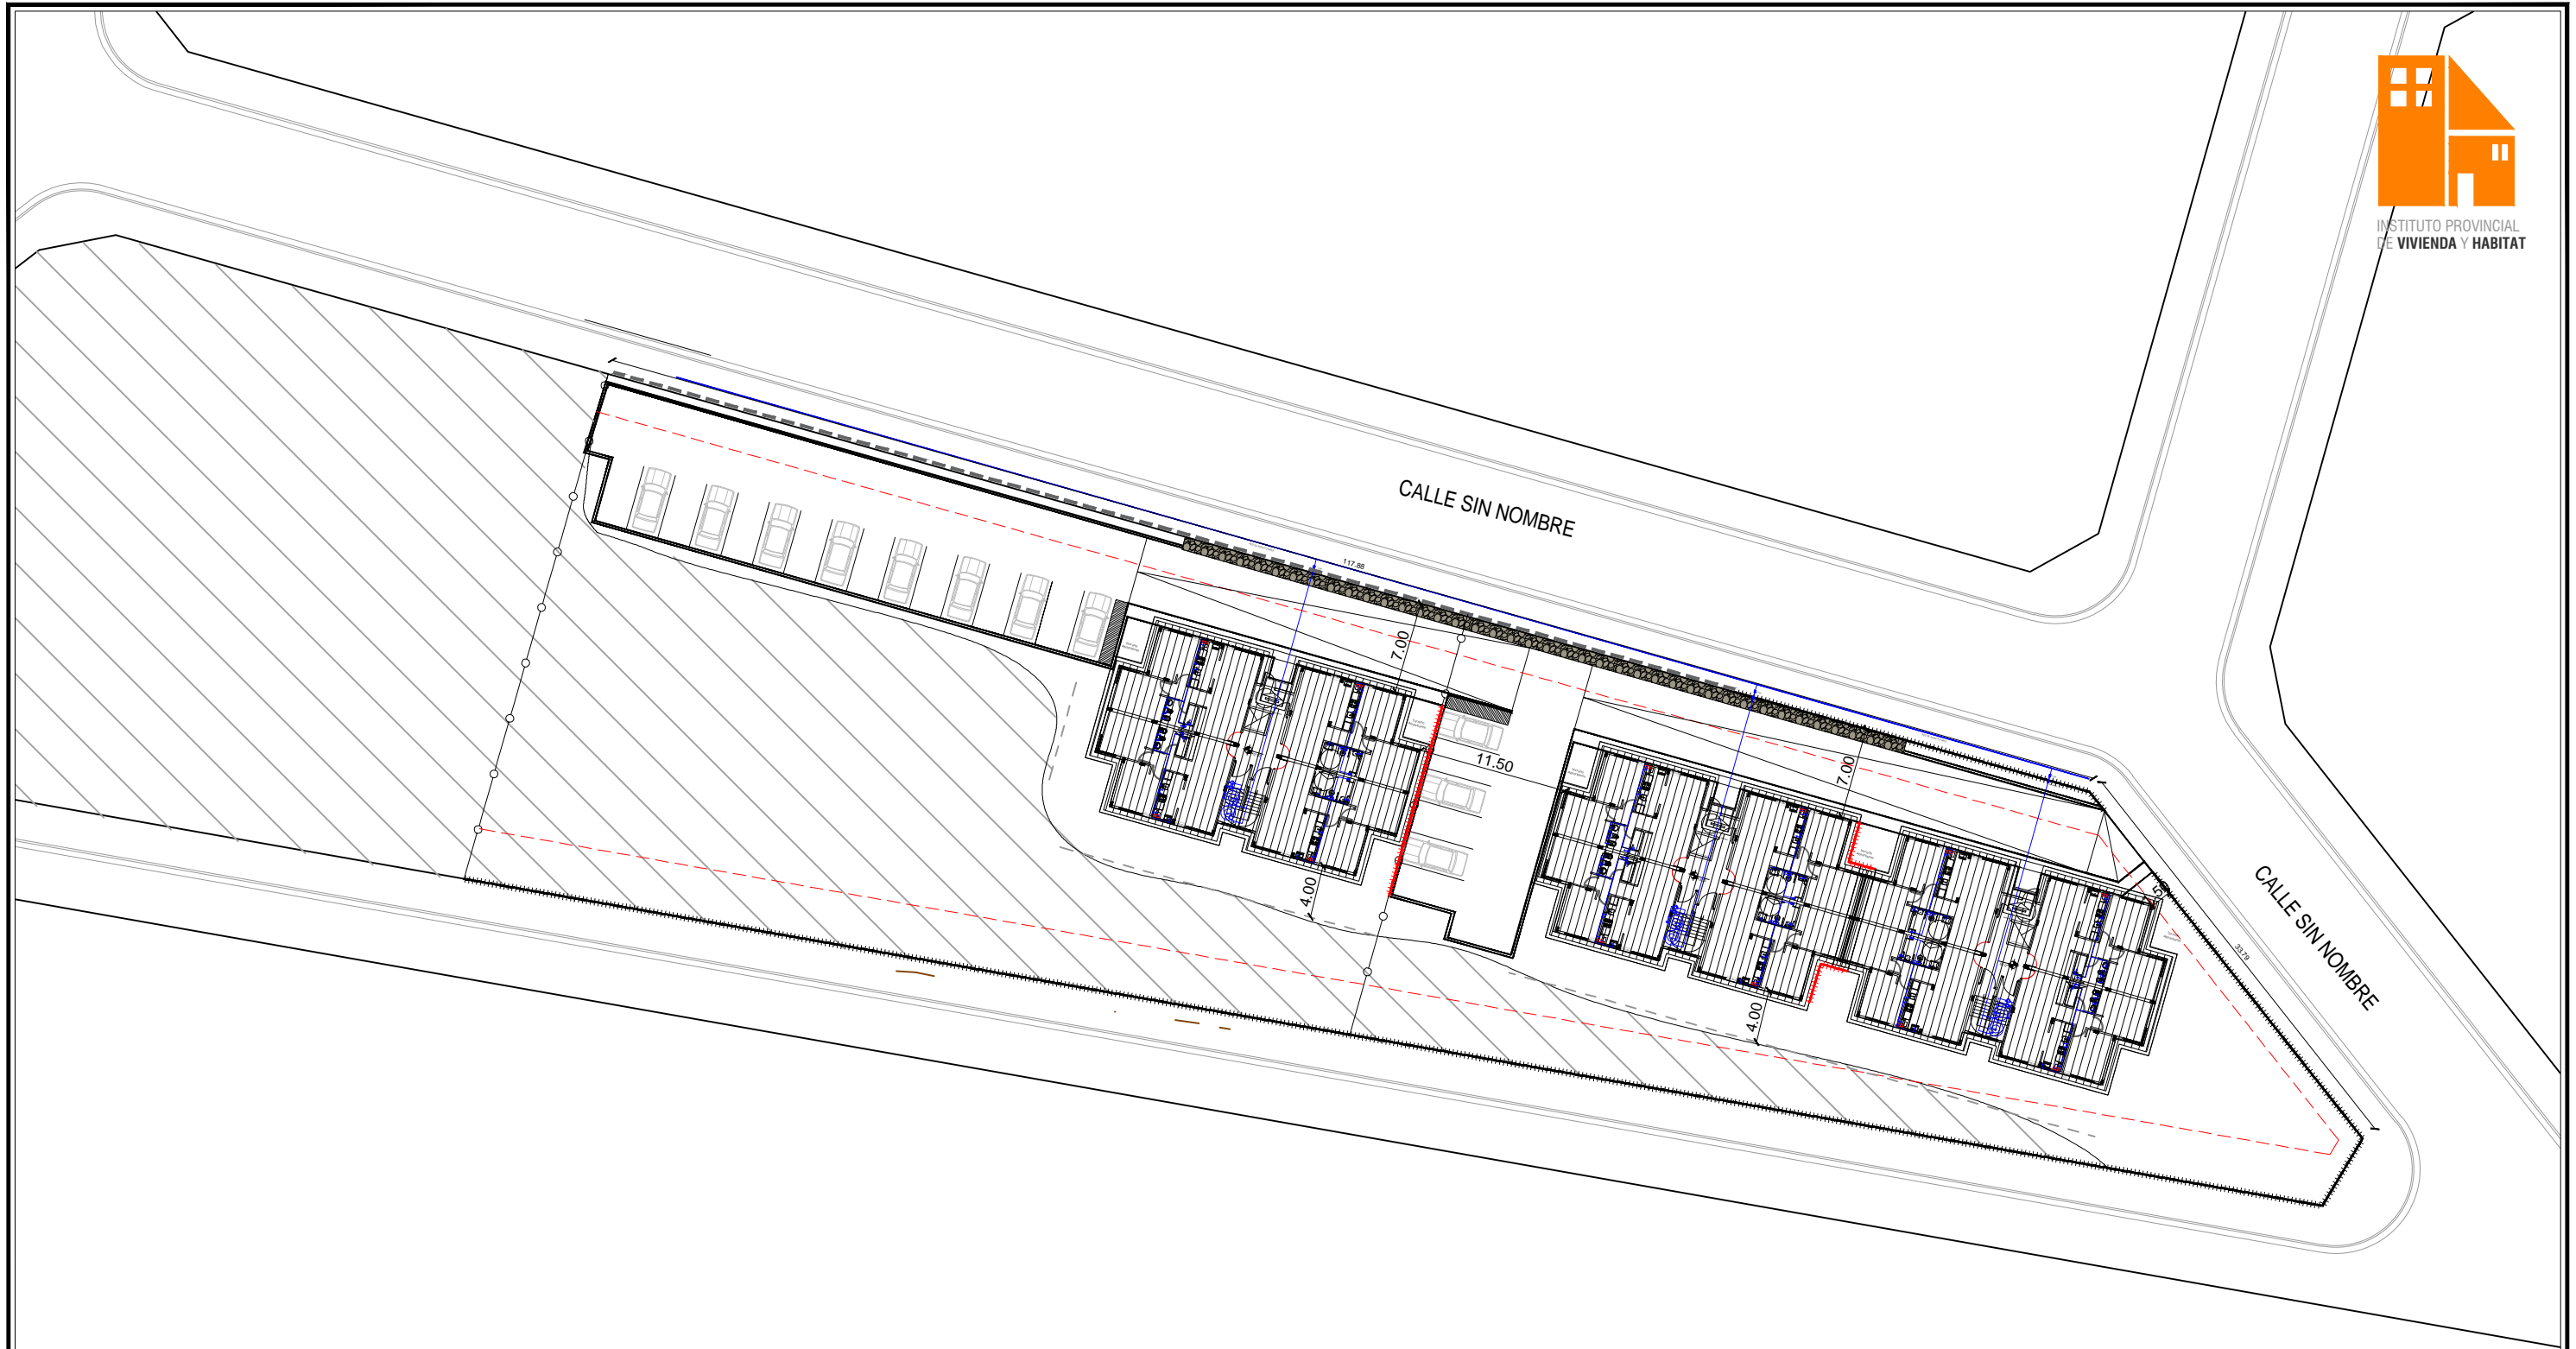 INSTITUTO PROVINCIAL
DE VIVIENDA Y HABITAT
CALLE SIN NOMBRE
117.88
7.00
11.50
7.00
4.00
4.00
CALLE SIN NOMBRE
33.79